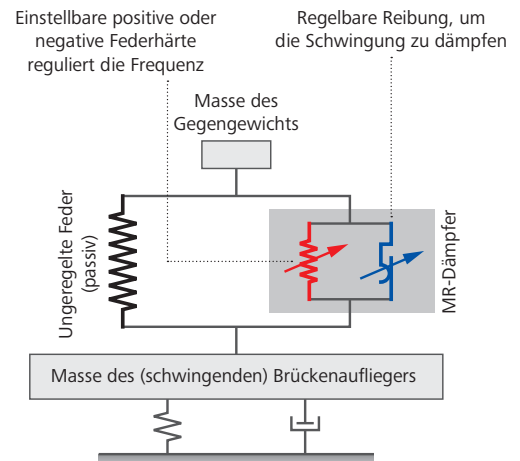 Einstellbare positive oder
negative Federhärte
reguliert die Frequenz
Regelbare Reibung, um
die Schwingung zu dämpfen
Masse des
Gegengewichts
Ungeregelte Feder
(passiv)
MR-Dämpfer
Masse des (schwingenden) Brückenaufliegers